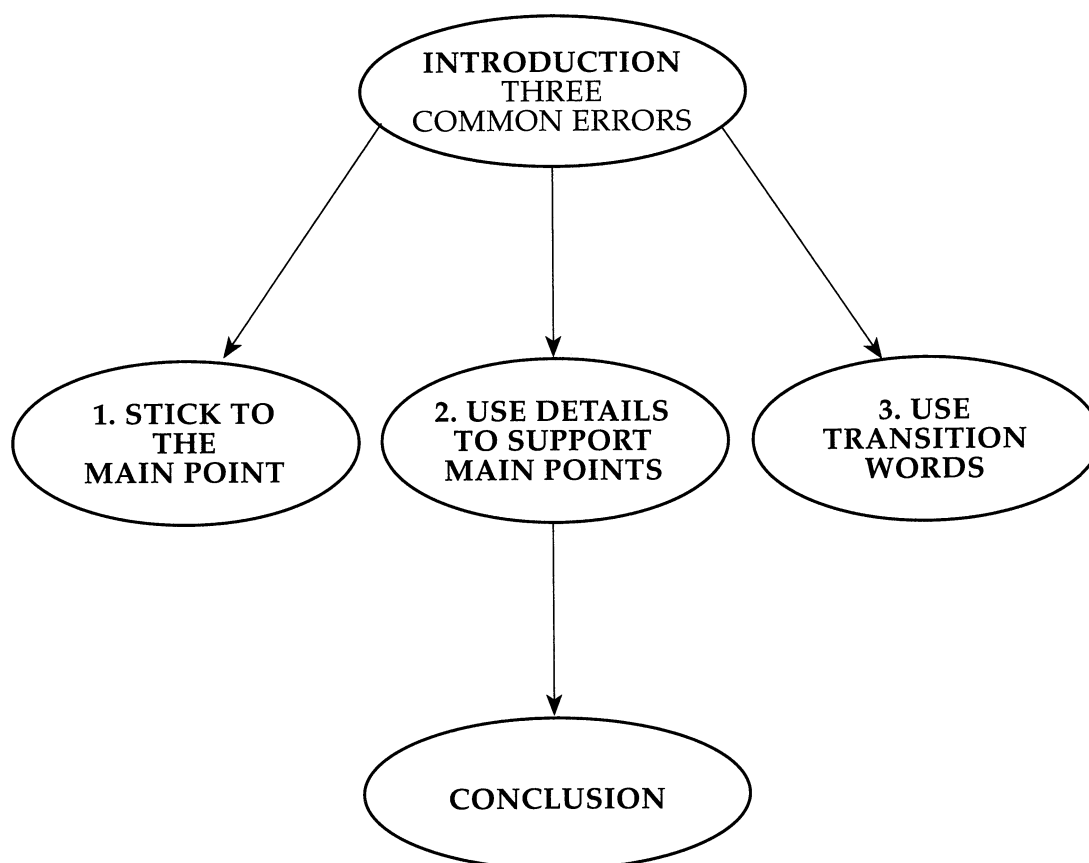 INTRODUCTION
THREE
COMMON ERRORS
1. STICK TO
THE
MAIN POINT
2. USE DETAILS
TO SUPPORT
MAIN POINTS
3. USE
TRANSITION
WORDS
CONCLUSION